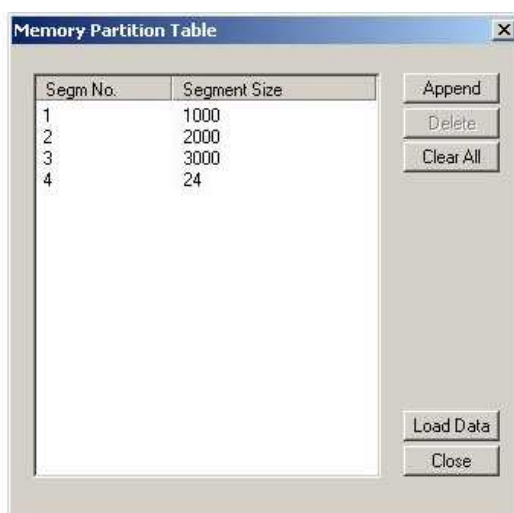 Memory Partition Table
Segm No. Segment Size
1 1000
2 2000
3 3000
4 24
Append
Delete
Clear All
Load Data
Close